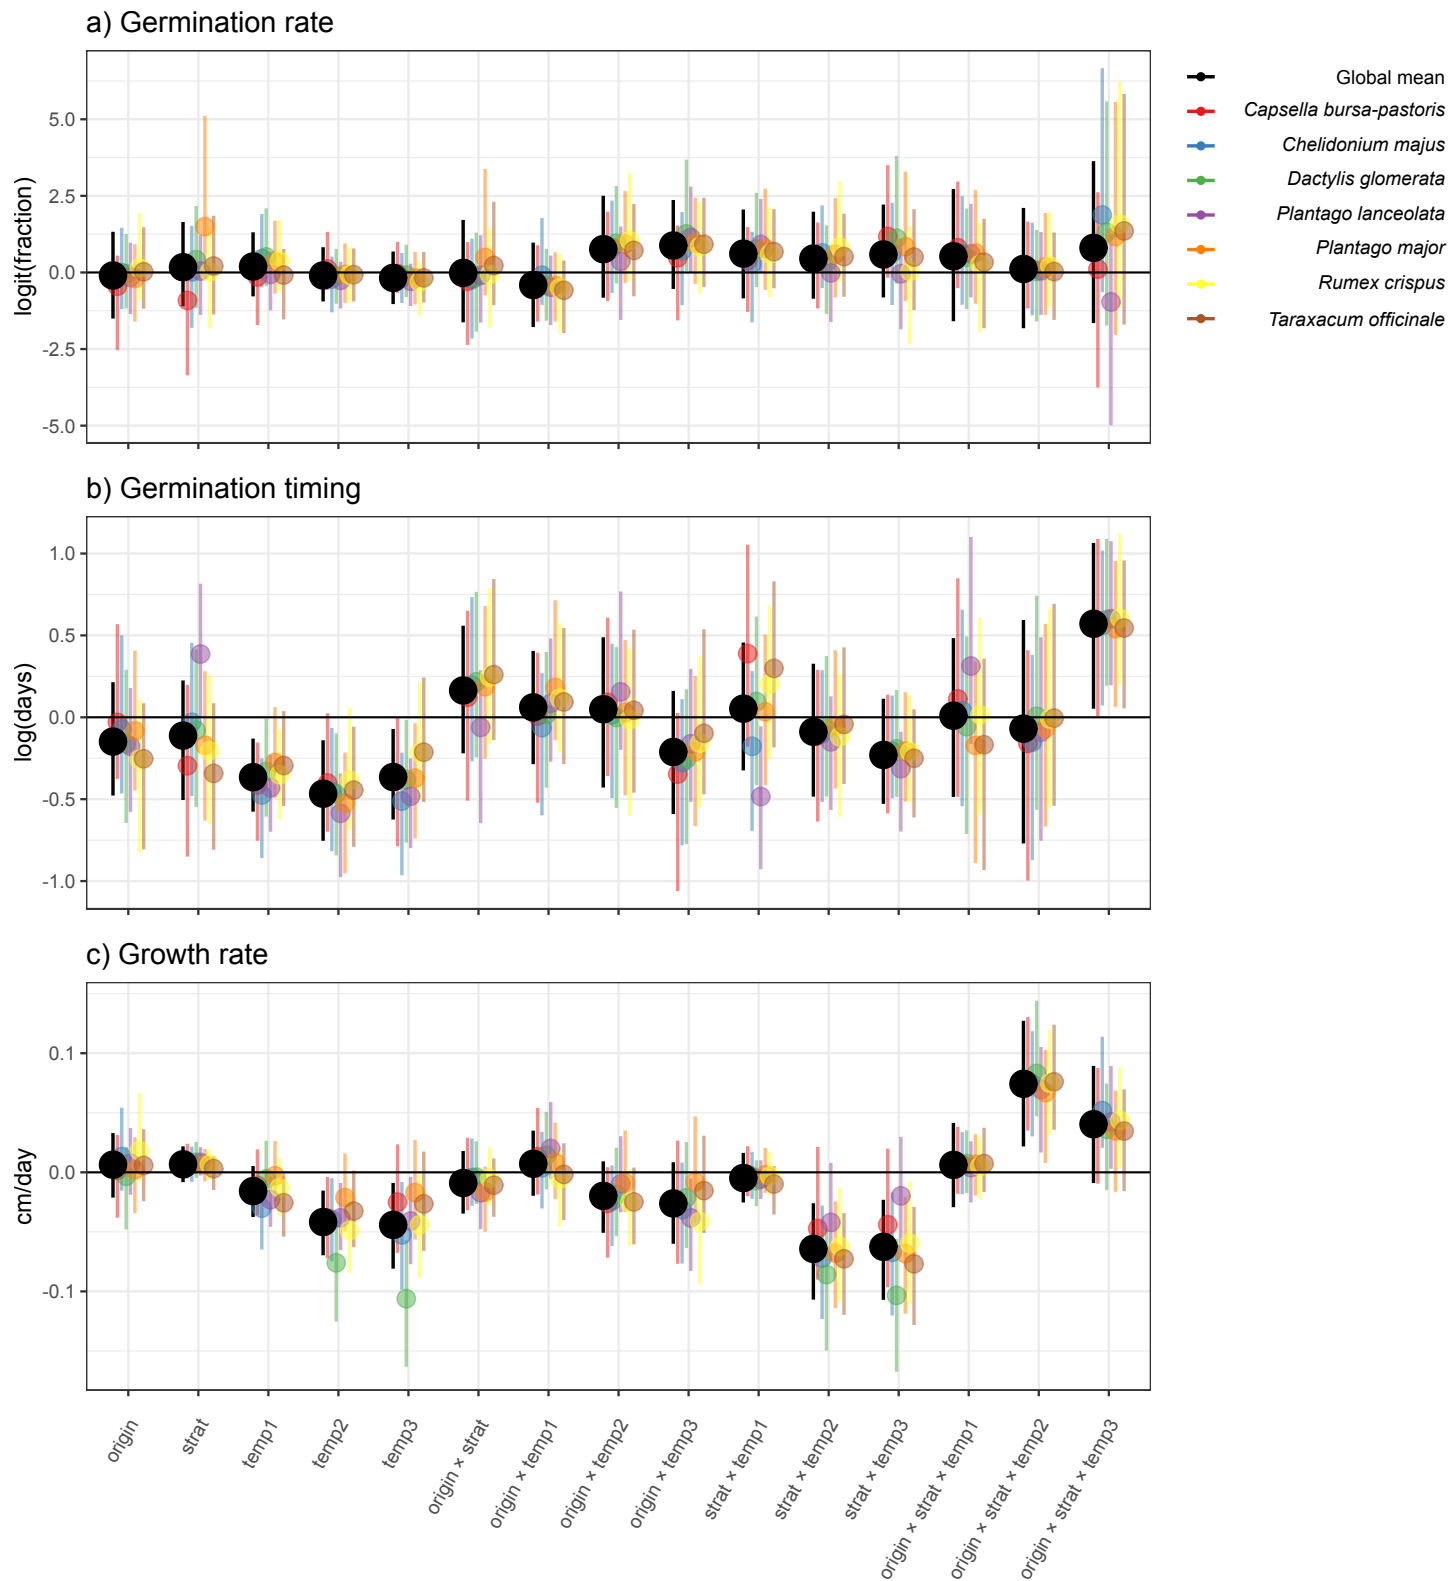 a) Germination rate
logit(fraction)
5.0
2.5
0.0
-2.5
-5.0
Global mean
Capsella bursa-pastoris
Chelidonium majus
Dactylis glomerata
Plantago lanceolata
Plantago major
Rumex crispus
Taraxacum officinale
b) Germination timing
log(days)
1.0
0.5
0.0
-0.5
-1.0
c) Growth rate
cm/day
0.1
0.0
-0.1
origin
strat
temp1
temp2
temp3
origin × strat
origin × temp1
origin × temp2
origin × temp3
strat × temp1
strat × temp2
strat × temp3
origin × strat × temp1
origin × strat × temp2
origin × strat × temp3